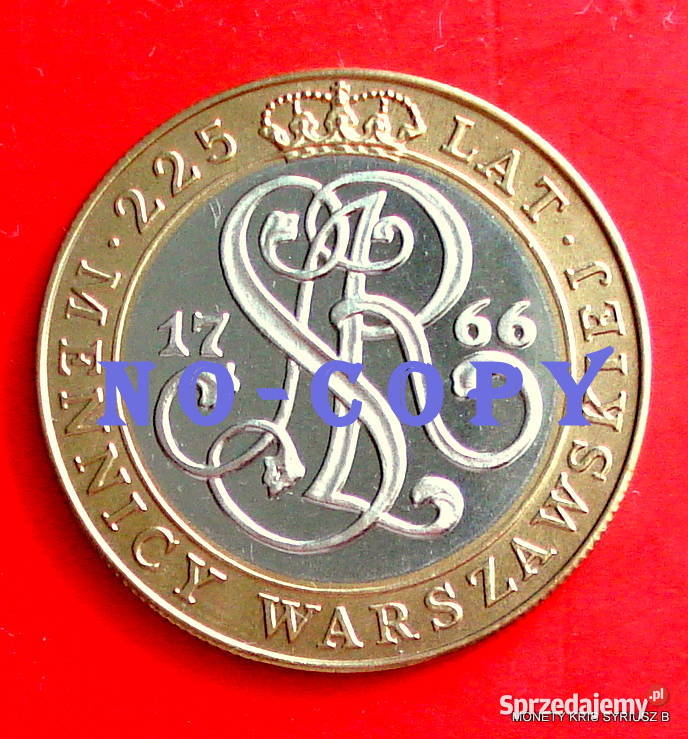 225 LAT · MENNICY WARSZAWSKIEJ ·
17 66
NO-COPY
Sprzedajemy.pl
MONETY KRIS SYRIUSZ B